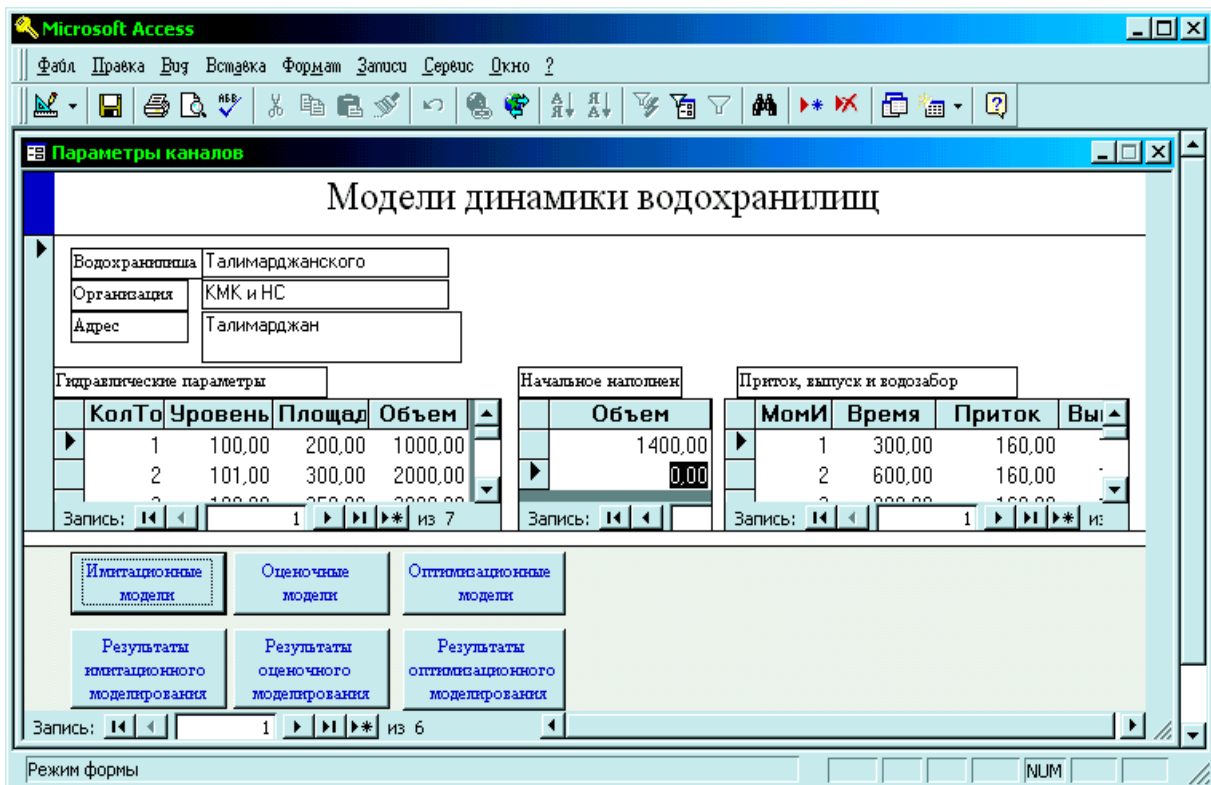 Microsoft Access
Файл Правка Вид Вставка Формат Записи Сервис Окно ?
Параметры каналов
Модели динамики водохранилищ
Водохранилища Талимарджанского
Организация КМК и НС
Адрес Талимарджан
Гидравлические параметры Начальное наполнен Приток, выпуск и водозабор
КолТо Уровень Площад Объем Объем МомИ Время Приток Вы
1 100,00 200,00 1000,00 1400,00 1 300,00 160,00
2 101,00 300,00 2000,00 0,00 2 600,00 160,00
Запись: 1 из 7 Запись: Запись: 1 из
Имитационные модели Оценочные модели Оптимизационные модели
Результаты Результаты Результаты
имитационного оценочного оптимизационного
моделирования моделирования моделирования
Запись: 1 из 6
Режим формы NUM